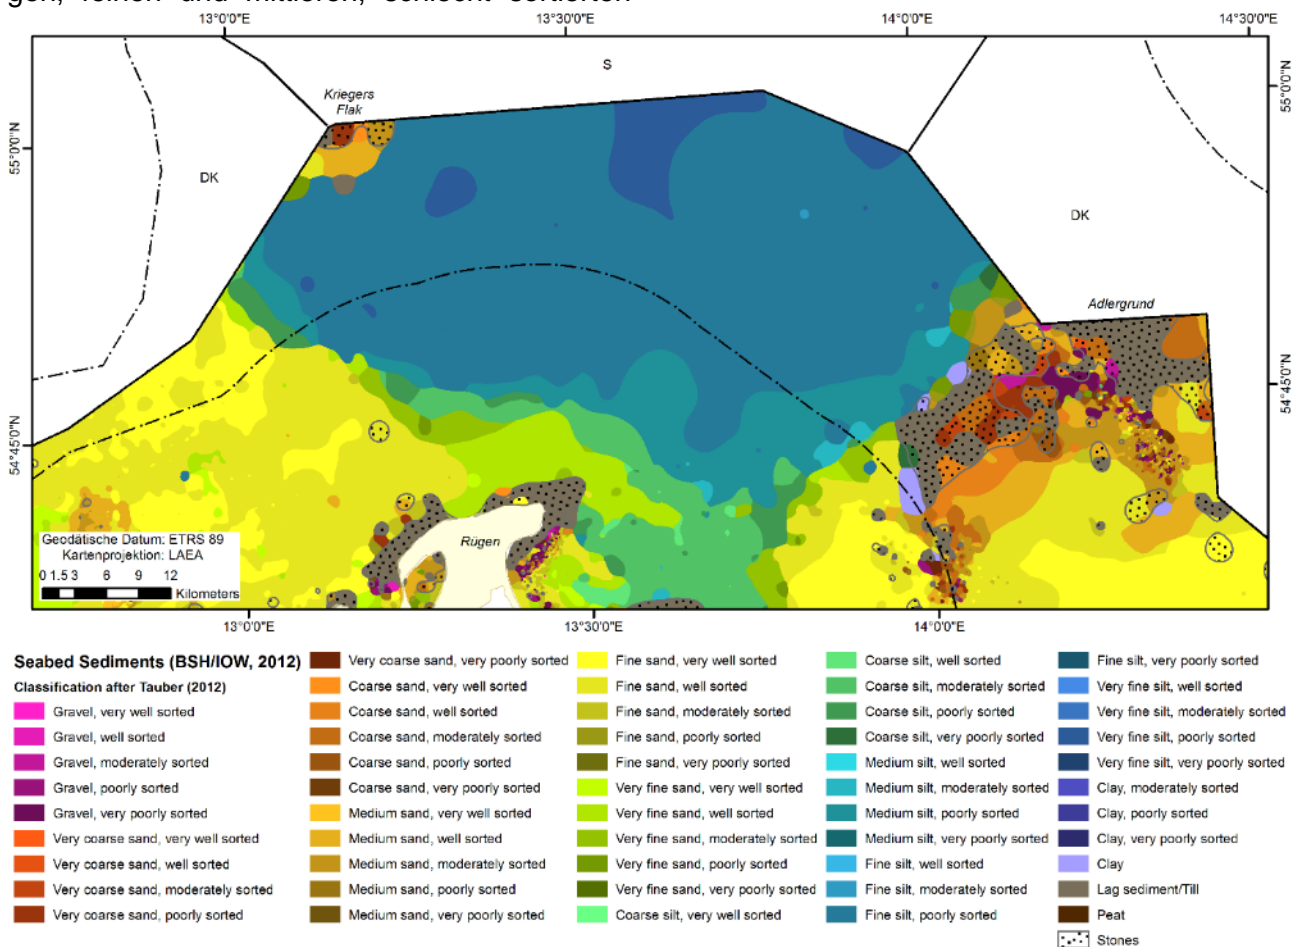 gen, feinen und mittleren, schlecht sortierten
13°0'0"E
13°30'0"E
14°0'0"E
14°30'0"E
S
Kriegers
Flak
55°0'0"N
55°0'0"N
DK
DK
Adlergrund
54°45'0"N
54°45'0"N
Rügen
Geodätische Datum: ETRS 89
Kartenprojektion: LAEA
0 1.5 3 6 9 12
Kilometers
13°0'0"E
13°30'0"E
14°0'0"E
Seabed Sediments (BSH/IOW, 2012)
Classification after Tauber (2012)
Gravel, very well sorted
Gravel, well sorted
Gravel, moderately sorted
Gravel, poorly sorted
Gravel, very poorly sorted
Very coarse sand, very well sorted
Very coarse sand, well sorted
Very coarse sand, moderately sorted
Very coarse sand, poorly sorted
Very coarse sand, very poorly sorted
Coarse sand, very well sorted
Coarse sand, well sorted
Coarse sand, moderately sorted
Coarse sand, poorly sorted
Coarse sand, very poorly sorted
Medium sand, very well sorted
Medium sand, well sorted
Medium sand, moderately sorted
Medium sand, poorly sorted
Medium sand, very poorly sorted
Fine sand, very well sorted
Fine sand, well sorted
Fine sand, moderately sorted
Fine sand, poorly sorted
Fine sand, very poorly sorted
Very fine sand, very well sorted
Very fine sand, well sorted
Very fine sand, moderately sorted
Very fine sand, poorly sorted
Very fine sand, very poorly sorted
Coarse silt, very well sorted
Coarse silt, well sorted
Coarse silt, moderately sorted
Coarse silt, poorly sorted
Coarse silt, very poorly sorted
Medium silt, well sorted
Medium silt, moderately sorted
Medium silt, poorly sorted
Medium silt, very poorly sorted
Fine silt, well sorted
Fine silt, moderately sorted
Fine silt, poorly sorted
Fine silt, very poorly sorted
Very fine silt, well sorted
Very fine silt, moderately sorted
Very fine silt, poorly sorted
Very fine silt, very poorly sorted
Clay, moderately sorted
Clay, poorly sorted
Clay, very poorly sorted
Clay
Lag sediment/Till
Peat
Stones